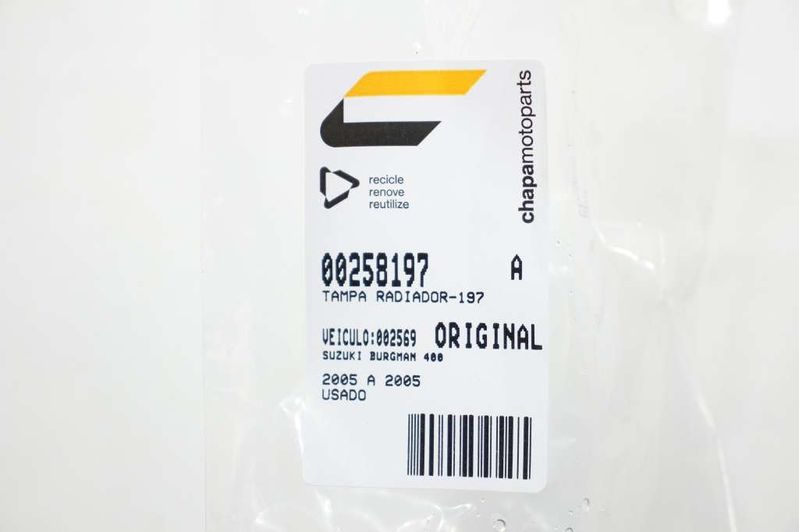 recicle
renove
reutilize
chapamotoparts
00258197 A
TAMPA RADIADOR-197
VEICULO:002569 ORIGINAL
SUZUKI BURGMAN 400
2005 A 2005
USADO